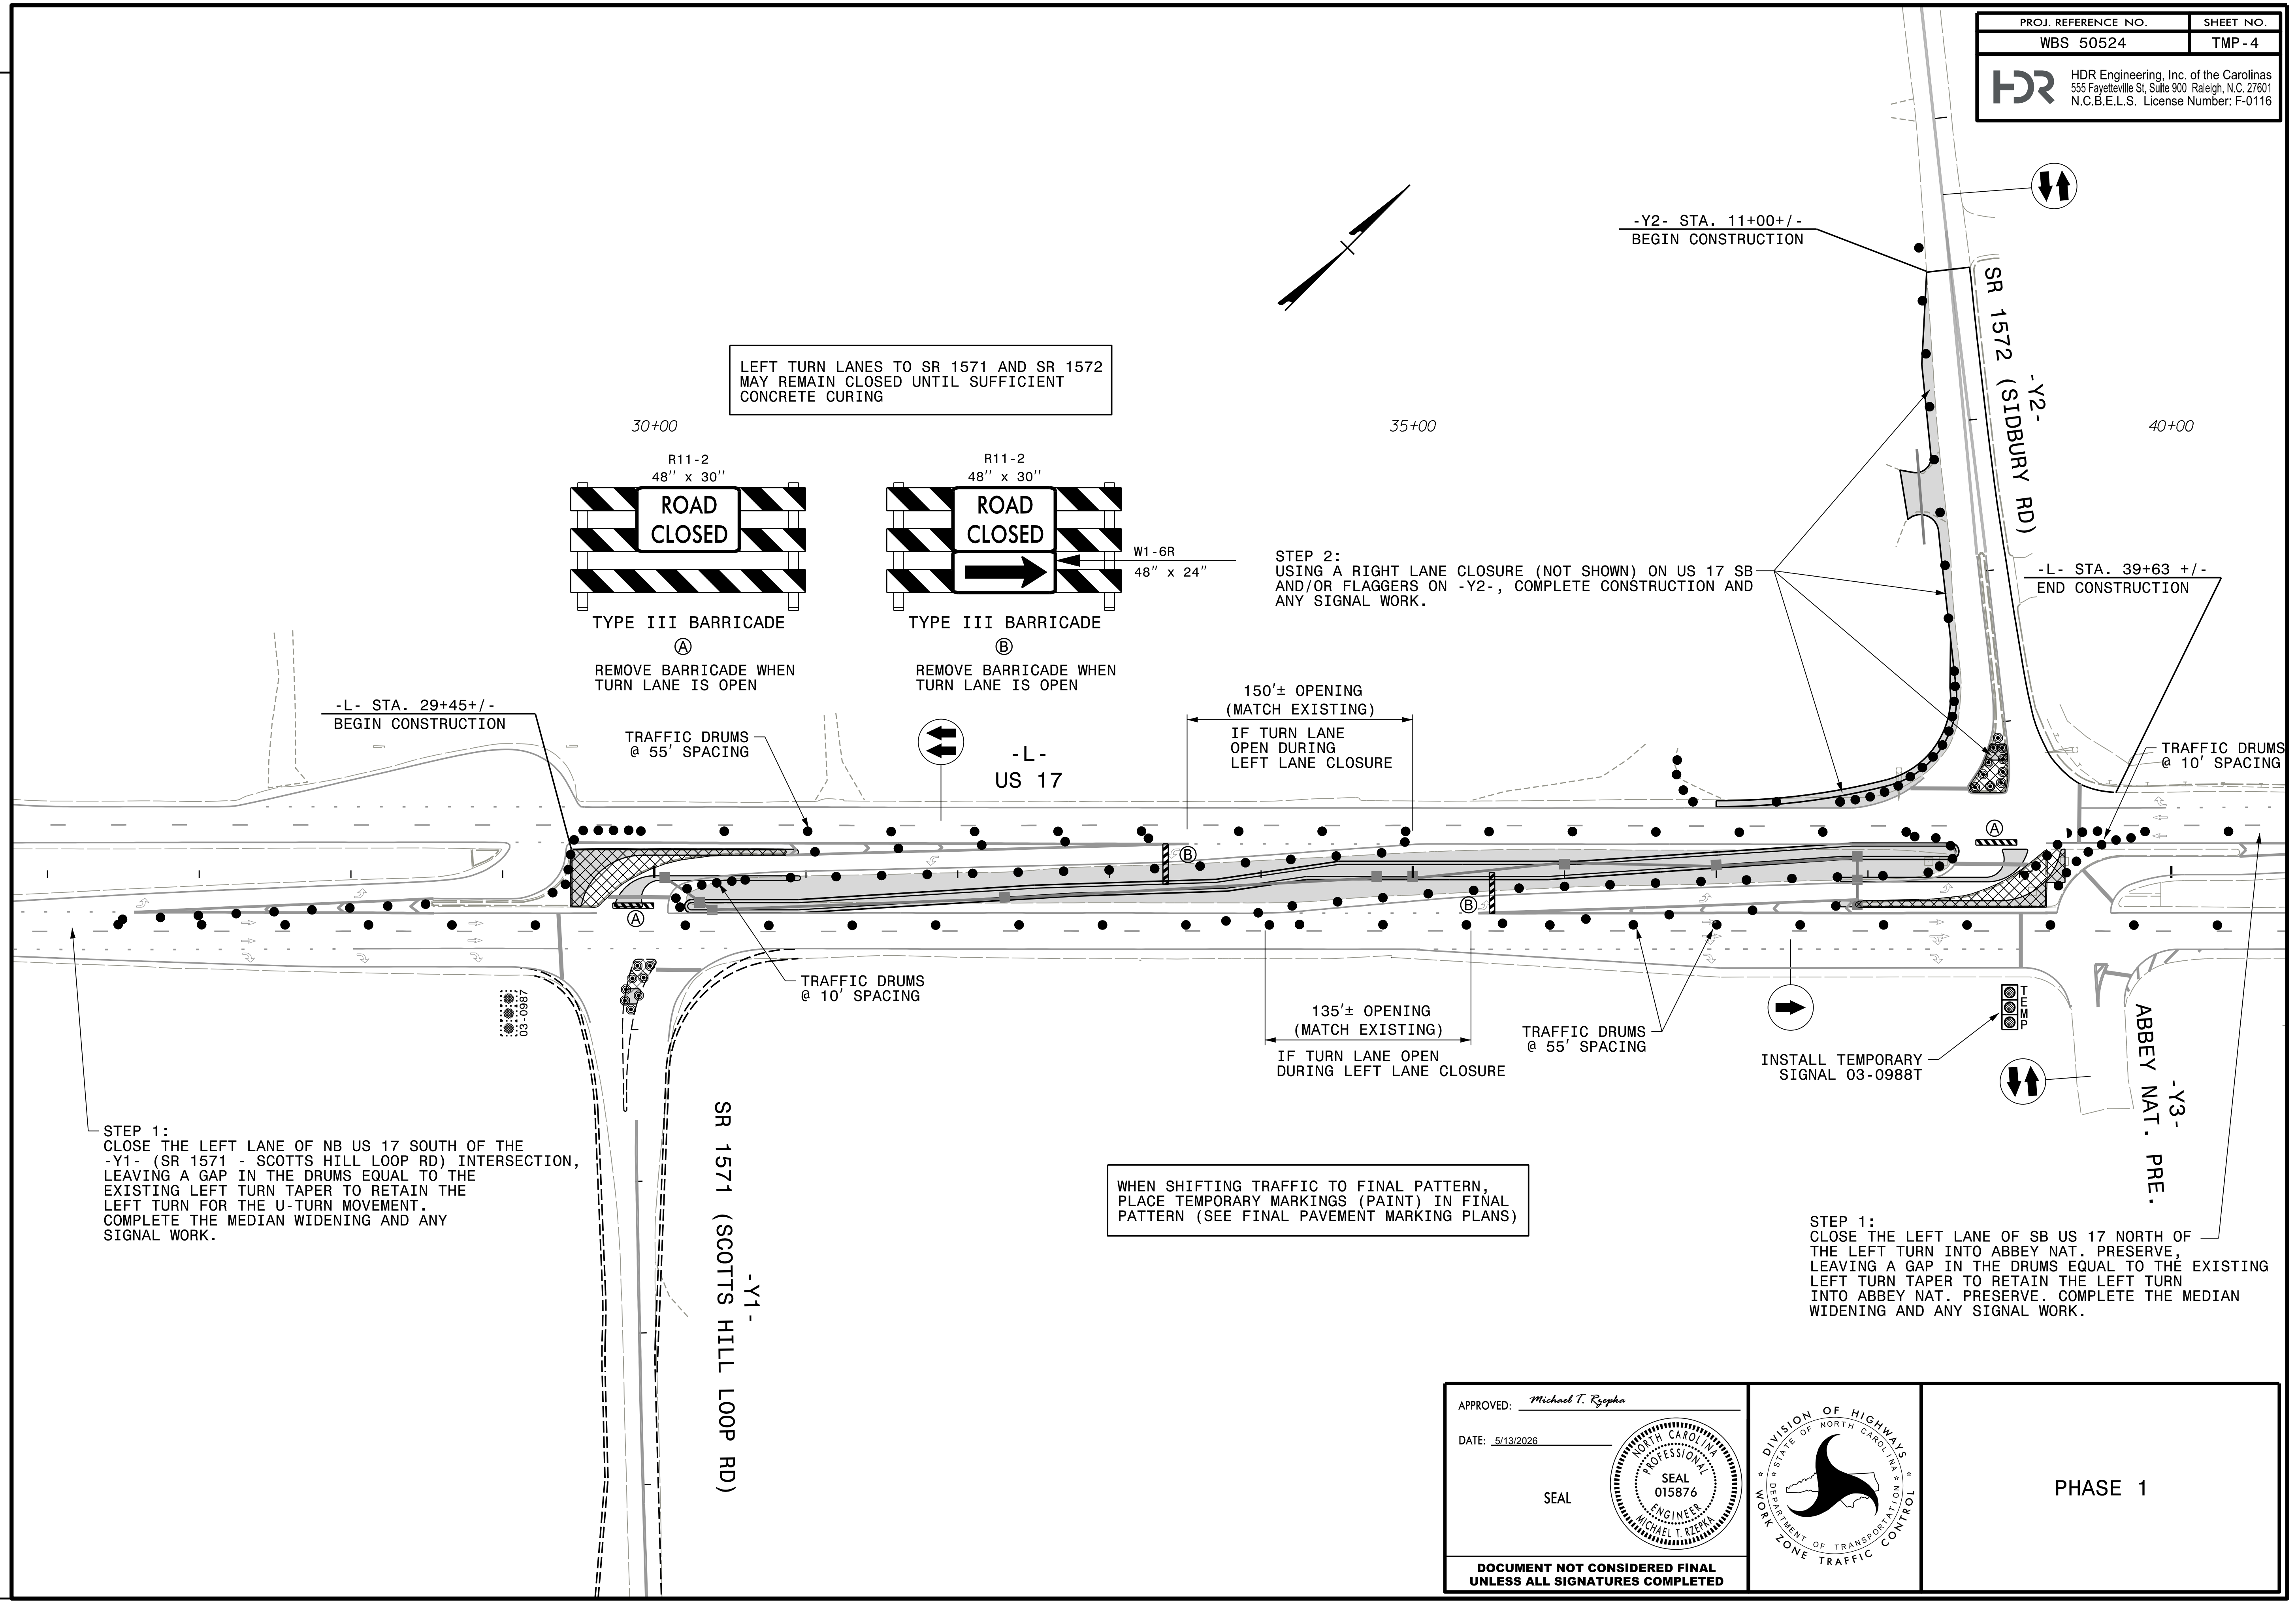 PROJ. REFERENCE NO.
SHEET NO.
WBS 50524
TMP-4
HDR
HDR Engineering, Inc. of the Carolinas
555 Fayetteville St, Suite 900 Raleigh, N.C. 27601
N.C.B.E.L.S. License Number: F-0116
-Y2- STA. 11+00+/-
BEGIN CONSTRUCTION
SR 1572 (SIDBURY RD)
-Y2-
LEFT TURN LANES TO SR 1571 AND SR 1572
MAY REMAIN CLOSED UNTIL SUFFICIENT
CONCRETE CURING
30+00
35+00
40+00
R11-2
48" x 30"
ROAD
CLOSED
TYPE III BARRICADE
A
REMOVE BARRICADE WHEN
TURN LANE IS OPEN
R11-2
48" x 30"
ROAD
CLOSED
W1-6R
48" x 24"
TYPE III BARRICADE
B
REMOVE BARRICADE WHEN
TURN LANE IS OPEN
STEP 2:
USING A RIGHT LANE CLOSURE (NOT SHOWN) ON US 17 SB
AND/OR FLAGGERS ON -Y2-, COMPLETE CONSTRUCTION AND
ANY SIGNAL WORK.
-L- STA. 39+63 +/-
END CONSTRUCTION
-L- STA. 29+45+/-
BEGIN CONSTRUCTION
TRAFFIC DRUMS
@ 55' SPACING
-L-
US 17
150'± OPENING
(MATCH EXISTING)
IF TURN LANE
OPEN DURING
LEFT LANE CLOSURE
TRAFFIC DRUMS
@ 10' SPACING
A
B
B
A
03-0987
TRAFFIC DRUMS
@ 10' SPACING
135'± OPENING
(MATCH EXISTING)
IF TURN LANE OPEN
DURING LEFT LANE CLOSURE
TRAFFIC DRUMS
@ 55' SPACING
TEMP
INSTALL TEMPORARY
SIGNAL 03-0988T
-Y3-
ABBEY NAT. PRE.
STEP 1:
CLOSE THE LEFT LANE OF NB US 17 SOUTH OF THE
-Y1- (SR 1571 - SCOTTS HILL LOOP RD) INTERSECTION,
LEAVING A GAP IN THE DRUMS EQUAL TO THE
EXISTING LEFT TURN TAPER TO RETAIN THE
LEFT TURN FOR THE U-TURN MOVEMENT.
COMPLETE THE MEDIAN WIDENING AND ANY
SIGNAL WORK.
SR 1571 (SCOTTS HILL LOOP RD)
-Y1-
WHEN SHIFTING TRAFFIC TO FINAL PATTERN,
PLACE TEMPORARY MARKINGS (PAINT) IN FINAL
PATTERN (SEE FINAL PAVEMENT MARKING PLANS)
STEP 1:
CLOSE THE LEFT LANE OF SB US 17 NORTH OF
THE LEFT TURN INTO ABBEY NAT. PRESERVE,
LEAVING A GAP IN THE DRUMS EQUAL TO THE EXISTING
LEFT TURN TAPER TO RETAIN THE LEFT TURN
INTO ABBEY NAT. PRESERVE. COMPLETE THE MEDIAN
WIDENING AND ANY SIGNAL WORK.
APPROVED: Michael T. Rzepka
DATE: 5/13/2026
SEAL
NORTH CAROLINA
PROFESSIONAL
SEAL
015876
ENGINEER
MICHAEL T. RZEPKA
DOCUMENT NOT CONSIDERED FINAL
UNLESS ALL SIGNATURES COMPLETED
DIVISION OF HIGHWAYS
STATE OF NORTH CAROLINA
DEPARTMENT OF TRANSPORTATION
WORK ZONE TRAFFIC CONTROL
PHASE 1